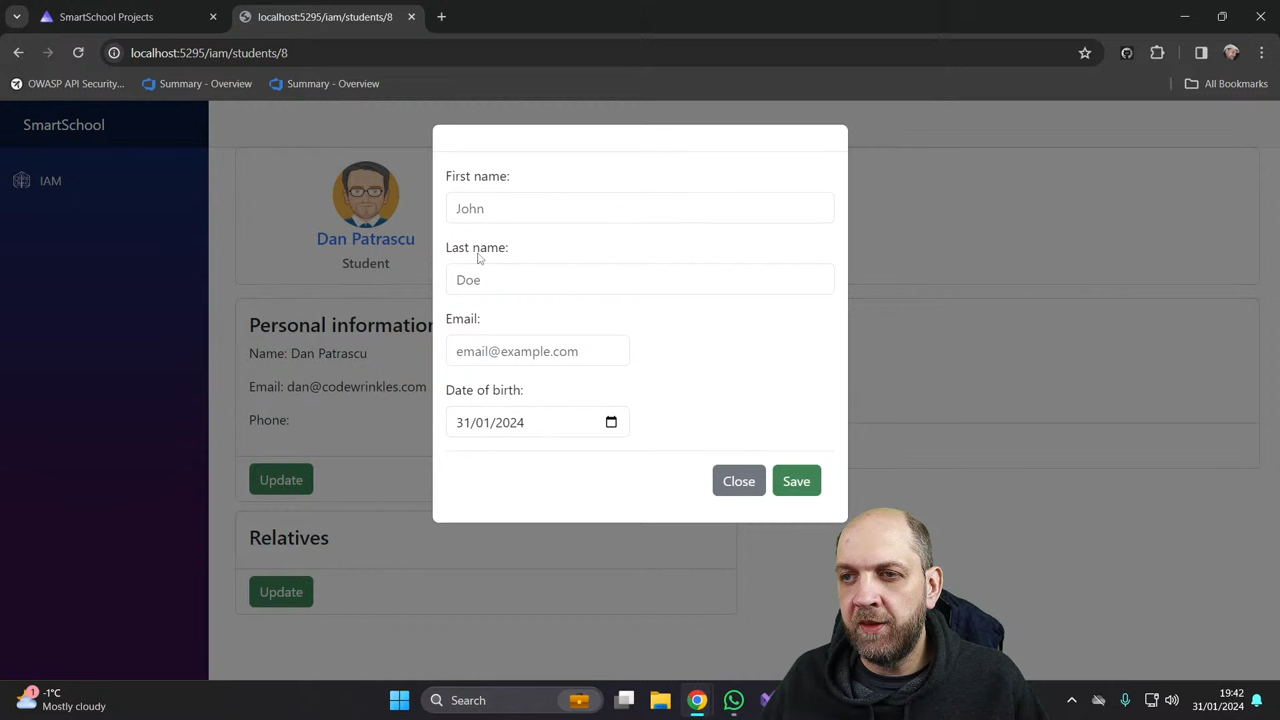 SmartSchool Projects
localhost:5295/iam/students/8
localhost:5295/iam/students/8
OWASP API Security...
Summary - Overview
Summary - Overview
All Bookmarks
SmartSchool
IAM
Dan Patrascu
Student
Personal information
Name: Dan Patrascu
Email: dan@codewrinkles.com
Phone:
Update
Relatives
Update
First name:
John
Last name:
Doe
Email:
email@example.com
Date of birth:
31/01/2024
Close
Save
1
-1°C
Mostly cloudy
Search
19:42
31/01/2024